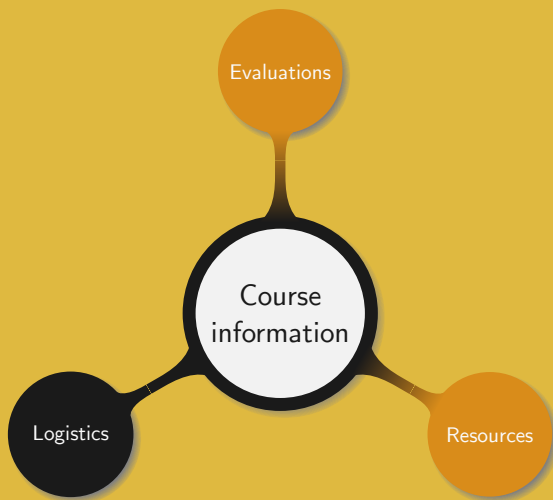 Evaluations
Course
information
Logistics
Resources